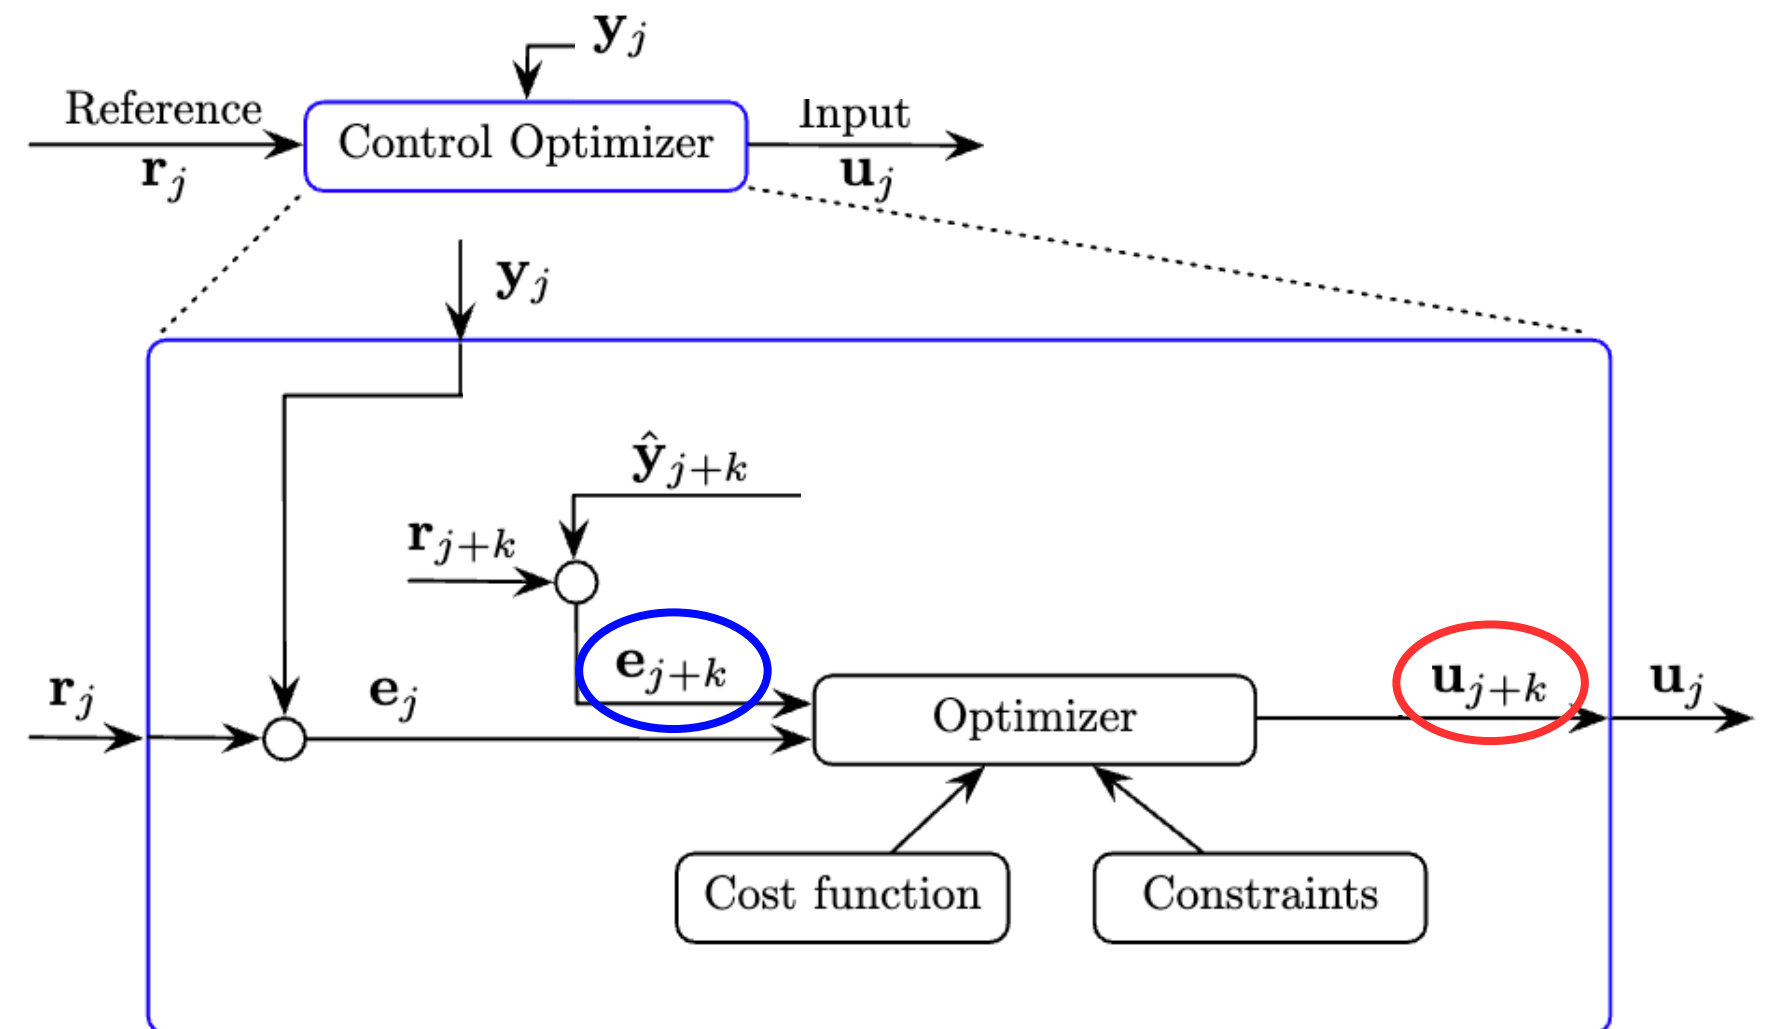 𝐲_j
Reference
Control Optimizer
Input
𝐫_j
𝐮_j
𝐲_j
ŷ_{j+k}
𝐫_{j+k}
𝐞_{j+k}
𝐮_{j+k}
𝐮_j
𝐫_j
𝐞_j
Optimizer
Cost function
Constraints